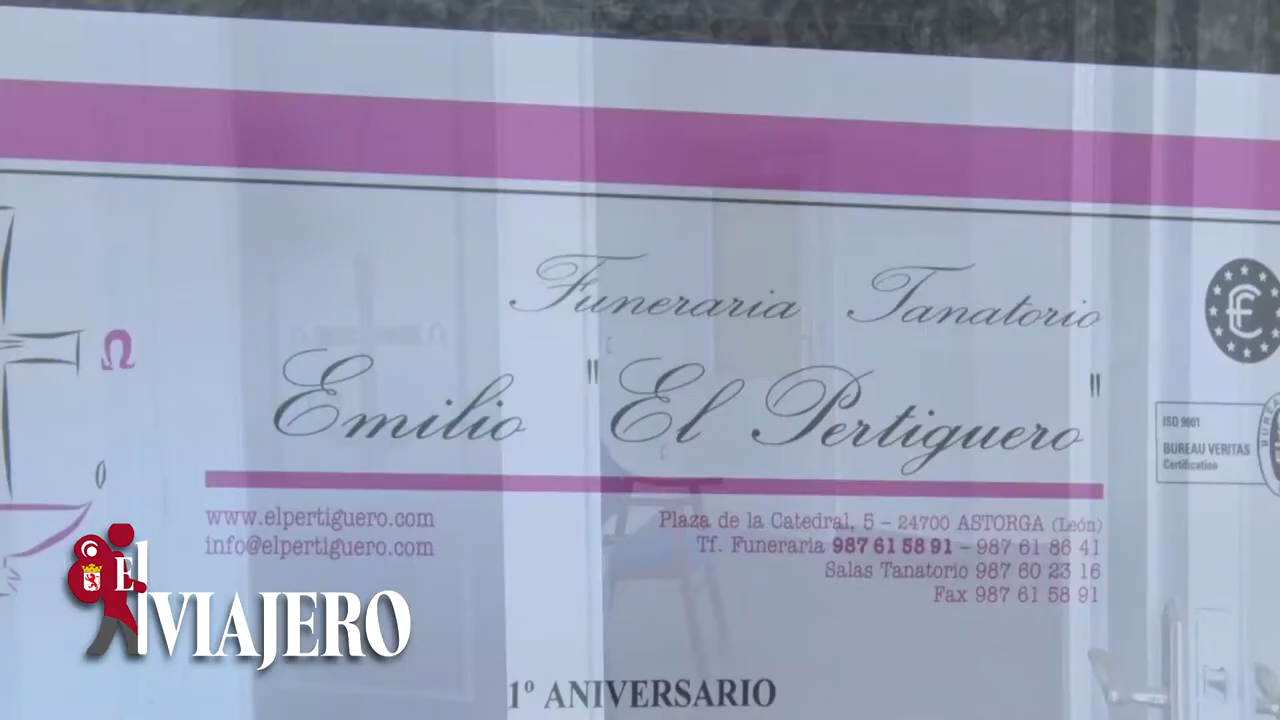 Funeraria Tanatorio
Emilio "El Pertiguero"
www.elpertiguero.com
info@elpertiguero.com
Plaza de la Catedral, 5 - 24700 ASTORGA (León)
Tf. Funeraria 987 61 58 91 - 987 61 86 41
Salas Tanatorio 987 60 23 16
Fax 987 61 58 91
Ω
ISO 9001
BUREAU VERITAS
Certification
1º ANIVERSARIO
El
VIAJERO